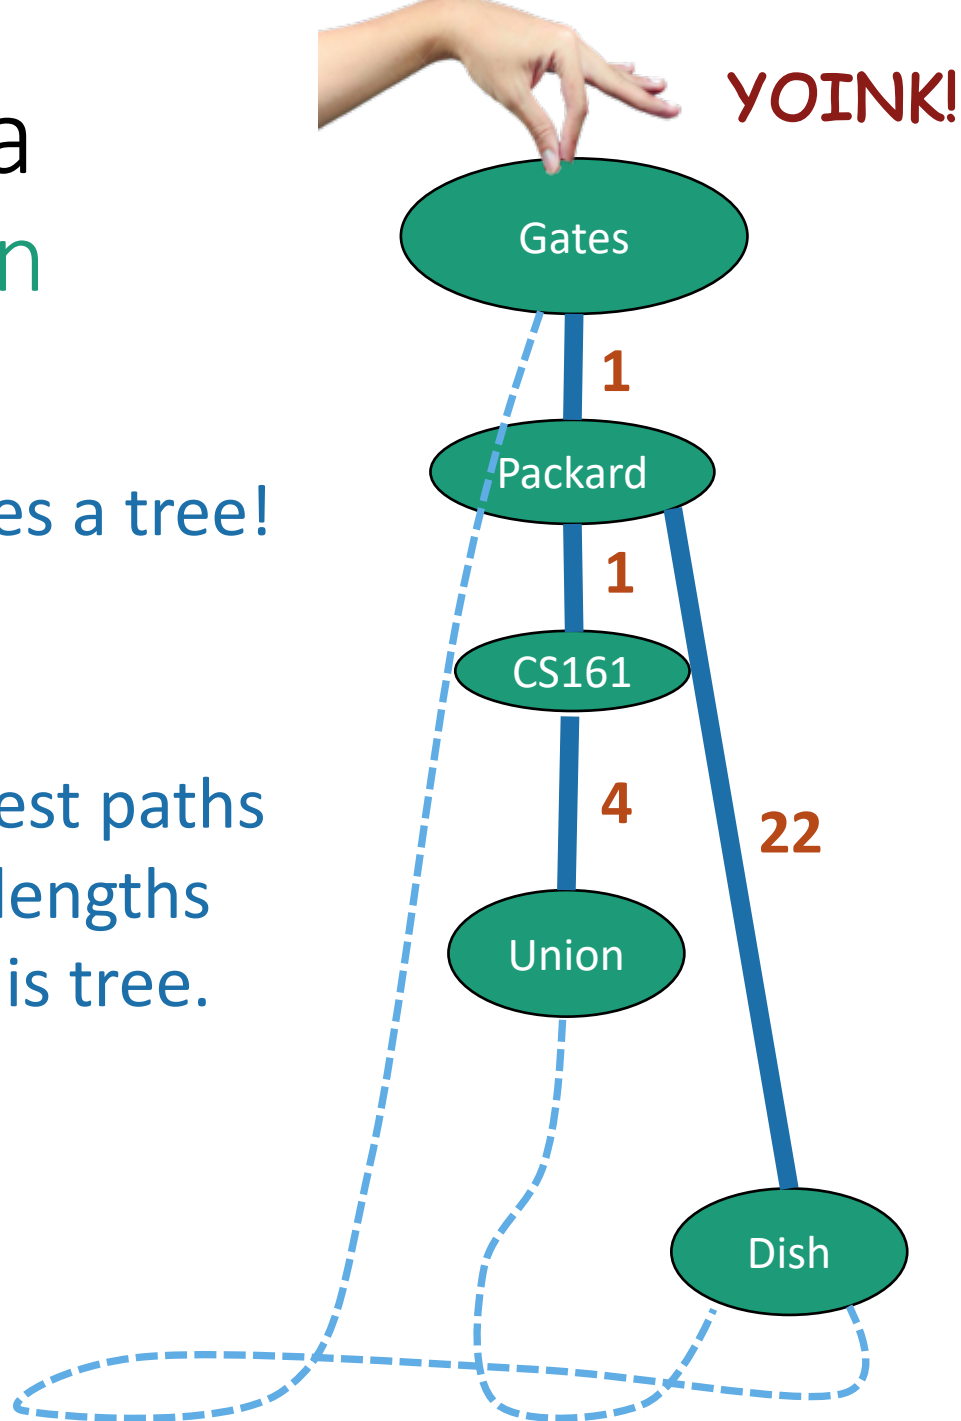 YOINK!
a
n
Gates
1
Packard
es a tree!
1
CS161
est paths
4
22
lengths
Union
is tree.
Dish